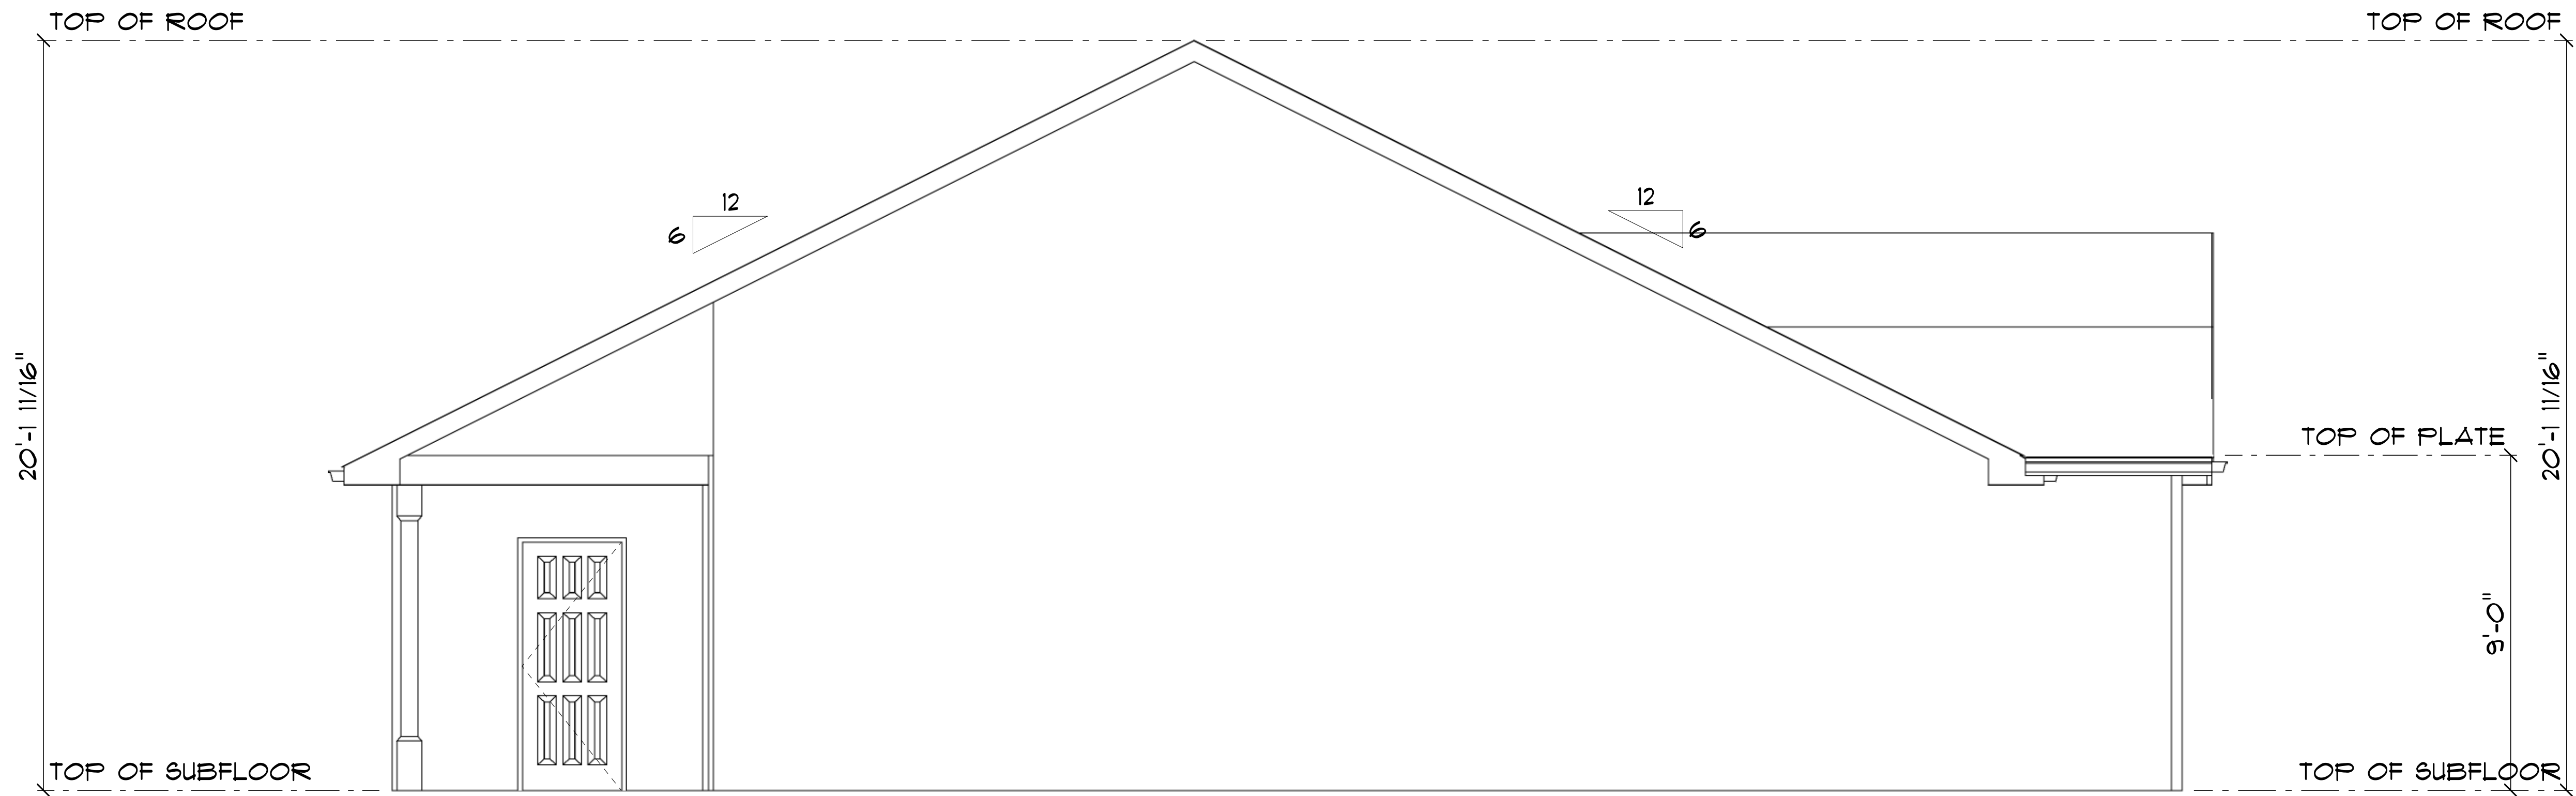 TOP OF ROOF
TOP OF ROOF
12
6
12
6
20'-1 11/16"
20'-1 11/16"
TOP OF PLATE
9'-0"
TOP OF SUBFLOOR
TOP OF SUBFLOOR